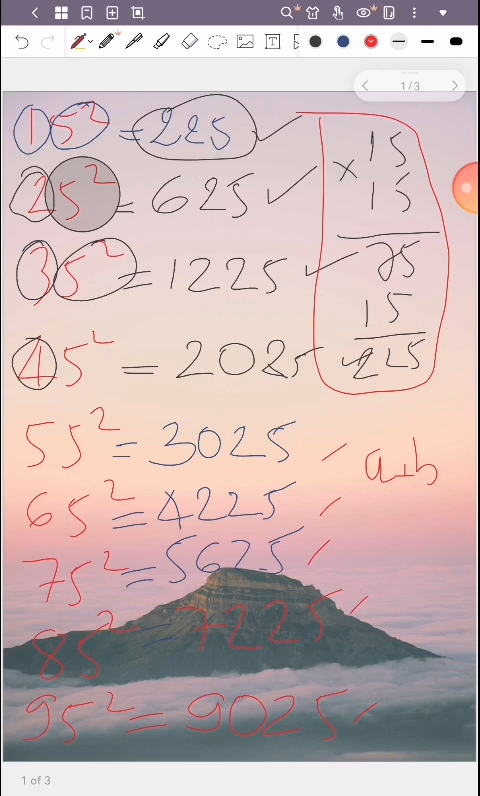 1/3
15² = 225
25² = 625
35² = 1225
45² = 2025
55² = 3025
65² = 4225
75² = 5625
85² = 7225
95² = 9025
15
× 15
75
15
225
a+b
1 of 3